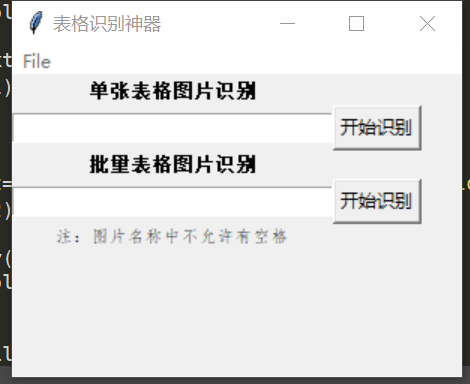 表格识别神器
File
单张表格图片识别
开始识别
批里表格图片识别
开始识别
注：图片名称中不允许有空格